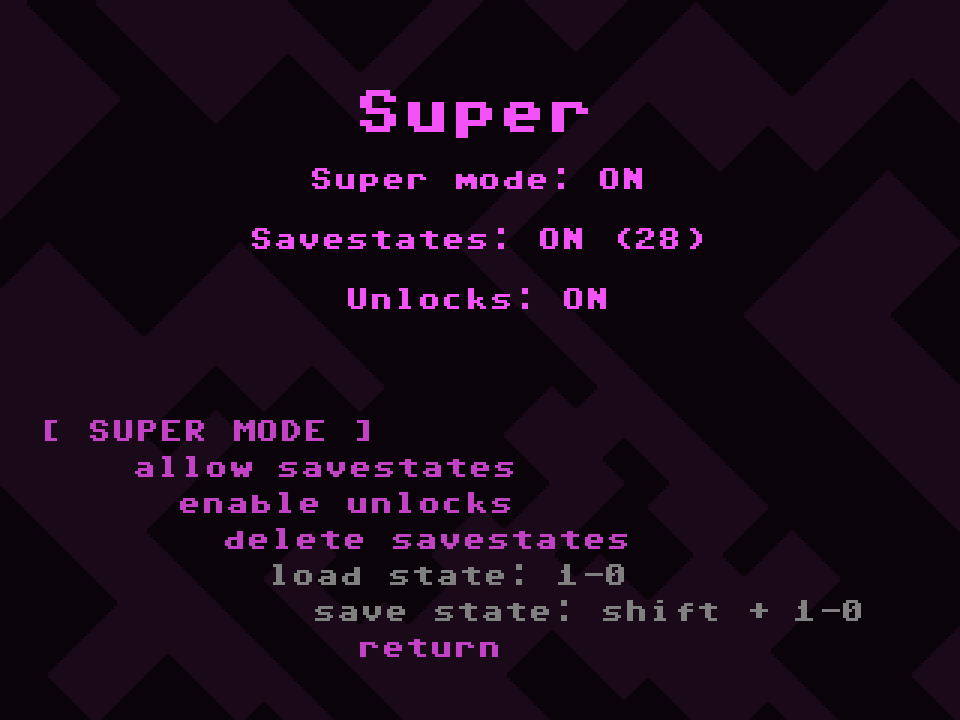 Super
Super mode: ON
Savestates: ON (28)
Unlocks: ON
[ SUPER MODE ]
allow savestates
enable unlocks
delete savestates
load state: 1-0
save state: shift + 1-0
return